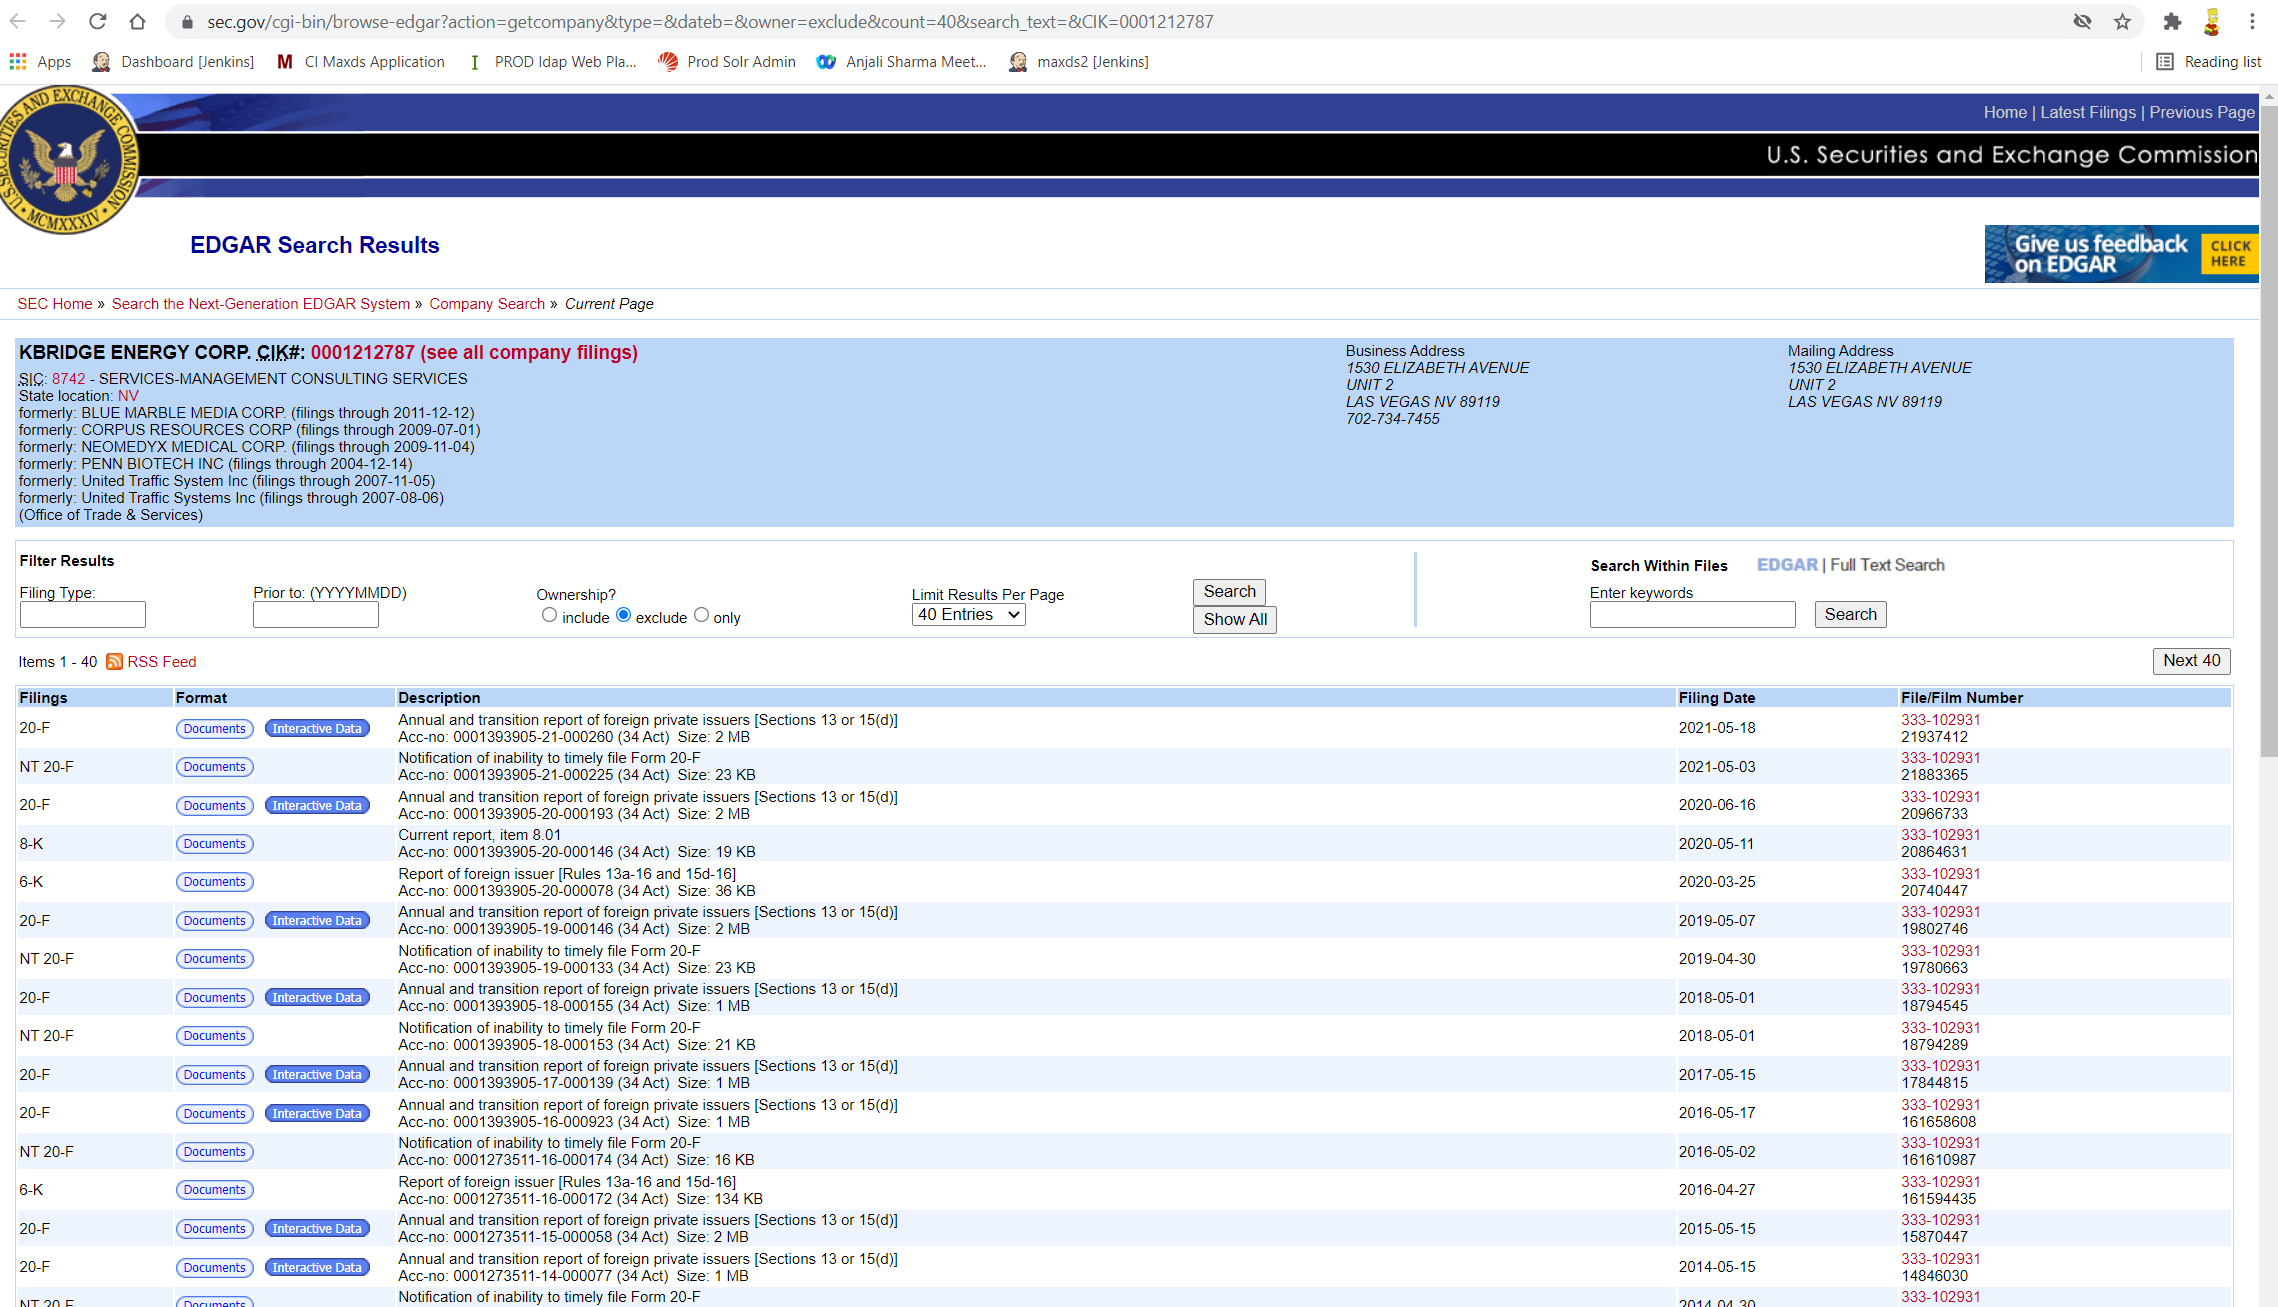 sec.gov/cgi-bin/browse-edgar?action=getcompany&type=&dateb=&owner=exclude&count=40&search_text=&CIK=0001212787
Apps Dashboard [Jenkins] CI Maxds Application PROD Idap Web Pla... Prod Solr Admin Anjali Sharma Meet... maxds2 [Jenkins] Reading list
Home | Latest Filings | Previous Page
U.S. SECURITIES AND EXCHANGE COMMISSION
MCMXXXIV
U.S. Securities and Exchange Commission
EDGAR Search Results
Give us feedback
on EDGAR
CLICK
HERE
SEC Home » Search the Next-Generation EDGAR System » Company Search » Current Page
KBRIDGE ENERGY CORP. CIK#: 0001212787 (see all company filings)
SIC: 8742 - SERVICES-MANAGEMENT CONSULTING SERVICES
State location: NV
formerly: BLUE MARBLE MEDIA CORP. (filings through 2011-12-12)
formerly: CORPUS RESOURCES CORP (filings through 2009-07-01)
formerly: NEOMEDYX MEDICAL CORP. (filings through 2009-11-04)
formerly: PENN BIOTECH INC (filings through 2004-12-14)
formerly: United Traffic System Inc (filings through 2007-11-05)
formerly: United Traffic Systems Inc (filings through 2007-08-06)
(Office of Trade & Services)
Business Address
1530 ELIZABETH AVENUE
UNIT 2
LAS VEGAS NV 89119
702-734-7455
Mailing Address
1530 ELIZABETH AVENUE
UNIT 2
LAS VEGAS NV 89119
Filter Results
Filing Type:
Prior to: (YYYYMMDD)
Ownership?
include exclude only
Limit Results Per Page
40 Entries
Search
Show All
Search Within Files EDGAR | Full Text Search
Enter keywords
Search
Items 1 - 40 RSS Feed
Next 40
Filings Format Description Filing Date File/Film Number
20-F Documents Interactive Data Annual and transition report of foreign private issuers [Sections 13 or 15(d)] 2021-05-18 333-102931
Acc-no: 0001393905-21-000260 (34 Act) Size: 2 MB 21937412
NT 20-F Documents Notification of inability to timely file Form 20-F 2021-05-03 333-102931
Acc-no: 0001393905-21-000225 (34 Act) Size: 23 KB 21883365
20-F Documents Interactive Data Annual and transition report of foreign private issuers [Sections 13 or 15(d)] 2020-06-16 333-102931
Acc-no: 0001393905-20-000193 (34 Act) Size: 2 MB 20966733
8-K Documents Current report, item 8.01 2020-05-11 333-102931
Acc-no: 0001393905-20-000146 (34 Act) Size: 19 KB 20864631
6-K Documents Report of foreign issuer [Rules 13a-16 and 15d-16] 2020-03-25 333-102931
Acc-no: 0001393905-20-000078 (34 Act) Size: 36 KB 20740447
20-F Documents Interactive Data Annual and transition report of foreign private issuers [Sections 13 or 15(d)] 2019-05-07 333-102931
Acc-no: 0001393905-19-000146 (34 Act) Size: 2 MB 19802746
NT 20-F Documents Notification of inability to timely file Form 20-F 2019-04-30 333-102931
Acc-no: 0001393905-19-000133 (34 Act) Size: 23 KB 19780663
20-F Documents Interactive Data Annual and transition report of foreign private issuers [Sections 13 or 15(d)] 2018-05-01 333-102931
Acc-no: 0001393905-18-000155 (34 Act) Size: 1 MB 18794545
NT 20-F Documents Notification of inability to timely file Form 20-F 2018-05-01 333-102931
Acc-no: 0001393905-18-000153 (34 Act) Size: 21 KB 18794289
20-F Documents Interactive Data Annual and transition report of foreign private issuers [Sections 13 or 15(d)] 2017-05-15 333-102931
Acc-no: 0001393905-17-000139 (34 Act) Size: 1 MB 17844815
20-F Documents Interactive Data Annual and transition report of foreign private issuers [Sections 13 or 15(d)] 2016-05-17 333-102931
Acc-no: 0001393905-16-000923 (34 Act) Size: 1 MB 161658608
NT 20-F Documents Notification of inability to timely file Form 20-F 2016-05-02 333-102931
Acc-no: 0001273511-16-000174 (34 Act) Size: 16 KB 161610987
6-K Documents Report of foreign issuer [Rules 13a-16 and 15d-16] 2016-04-27 333-102931
Acc-no: 0001273511-16-000172 (34 Act) Size: 134 KB 161594435
20-F Documents Interactive Data Annual and transition report of foreign private issuers [Sections 13 or 15(d)] 2015-05-15 333-102931
Acc-no: 0001273511-15-000058 (34 Act) Size: 2 MB 15870447
20-F Documents Interactive Data Annual and transition report of foreign private issuers [Sections 13 or 15(d)] 2014-05-15 333-102931
Acc-no: 0001273511-14-000077 (34 Act) Size: 1 MB 14846030
NT 20-F Documents Notification of inability to timely file Form 20-F 2014-04-30 333-102931